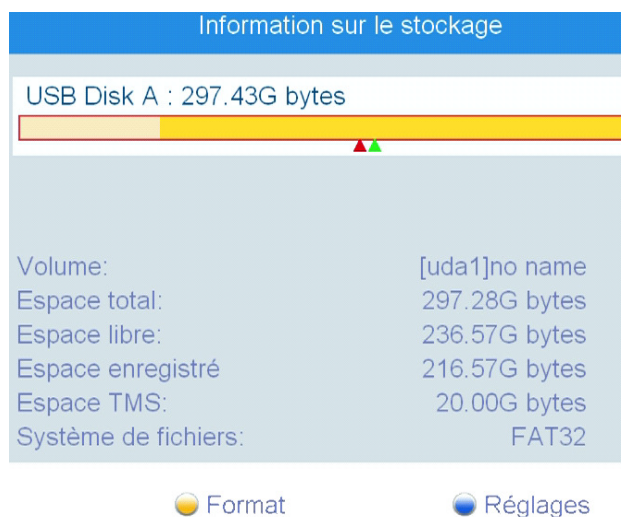 Information sur le stockage
USB Disk A : 297.43G bytes
Volume: [uda1]no name
Espace total: 297.28G bytes
Espace libre: 236.57G bytes
Espace enregistré 216.57G bytes
Espace TMS: 20.00G bytes
Système de fichiers: FAT32
Format Réglages